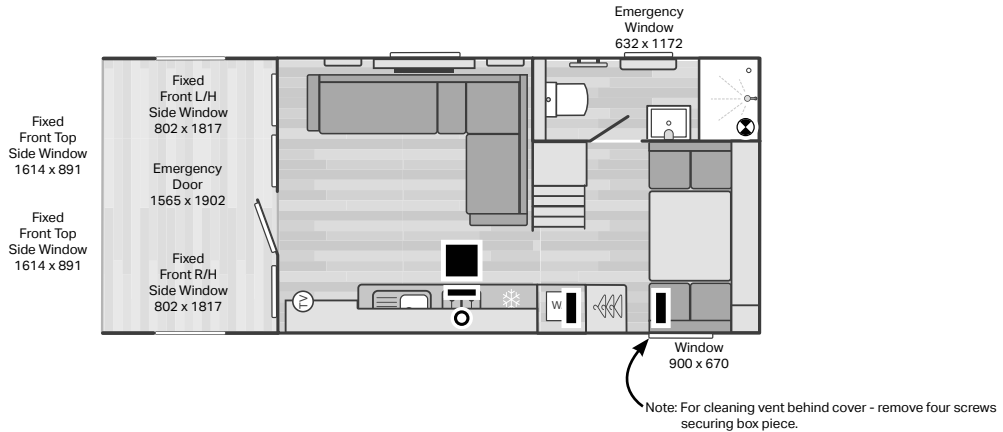 Emergency
Window
632 x 1172
Fixed
Front L/H
Side Window
802 x 1817
Fixed
Front Top
Side Window
1614 x 891
Emergency
Door
1565 x 1902
Fixed
Front Top
Side Window
1614 x 891
Fixed
Front R/H
Side Window
802 x 1817
TV
W
Window
900 x 670
Note: For cleaning vent behind cover - remove four screws
securing box piece.